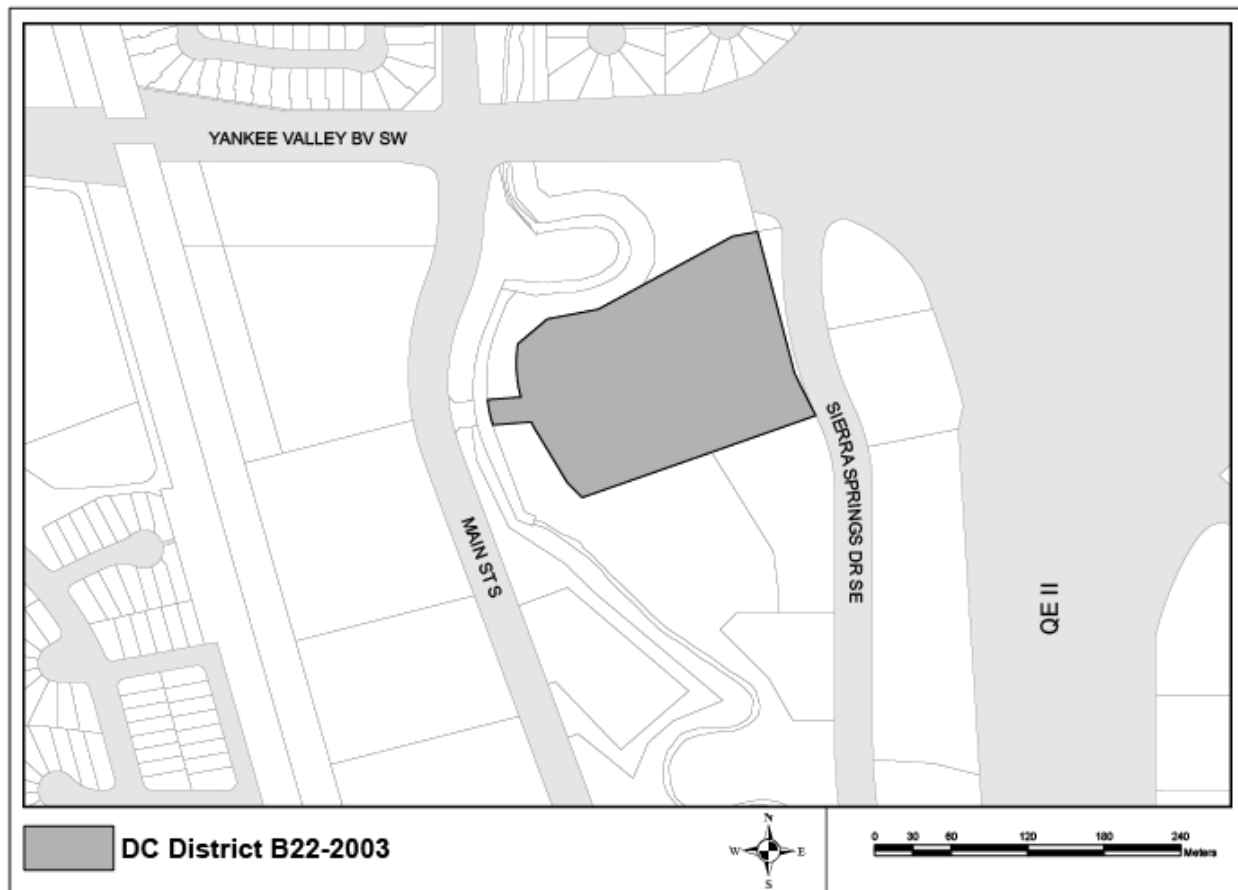 YANKEE VALLEY BV SW
SIERRA SPRINGS DR SE
MAIN ST S
QE II
DC District B22-2003
N
W
E
S
0 30 60 120 180 240
Meters